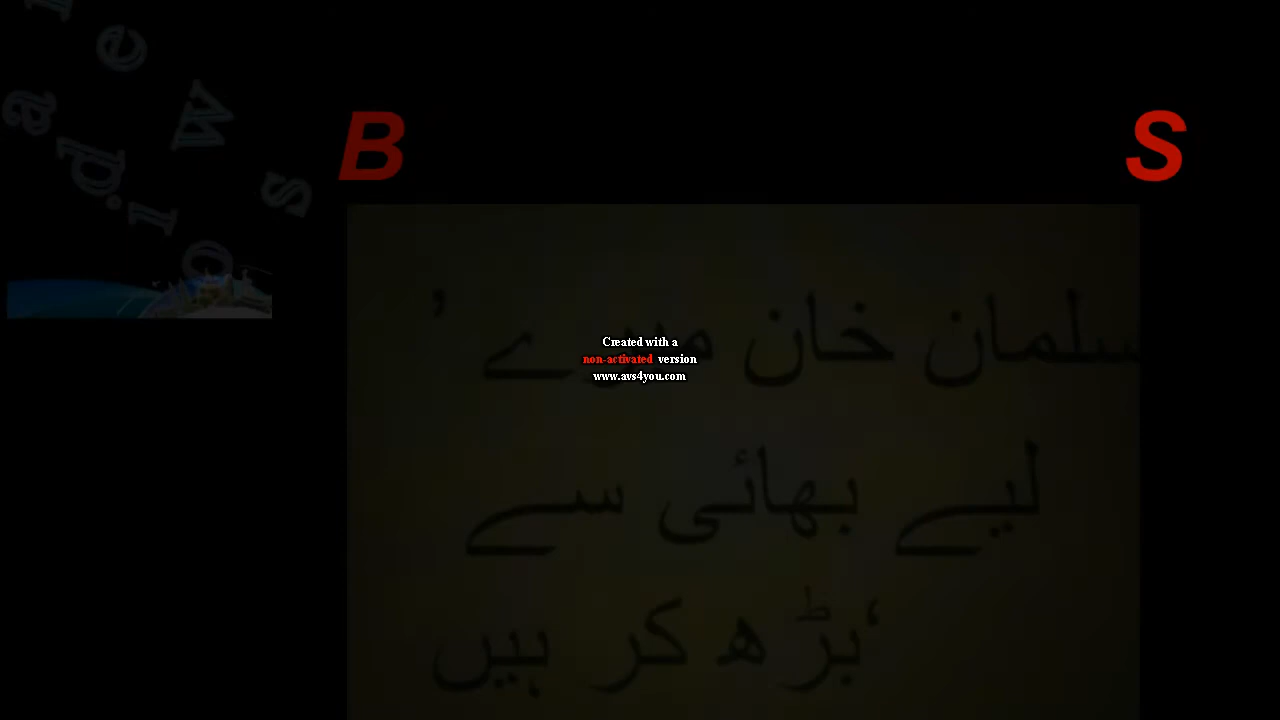 B S
سلمان خان میرے ’
لیے بھائی سے
بڑھ کر ہیں‘
Created with a
non-activated version
www.avs4you.com